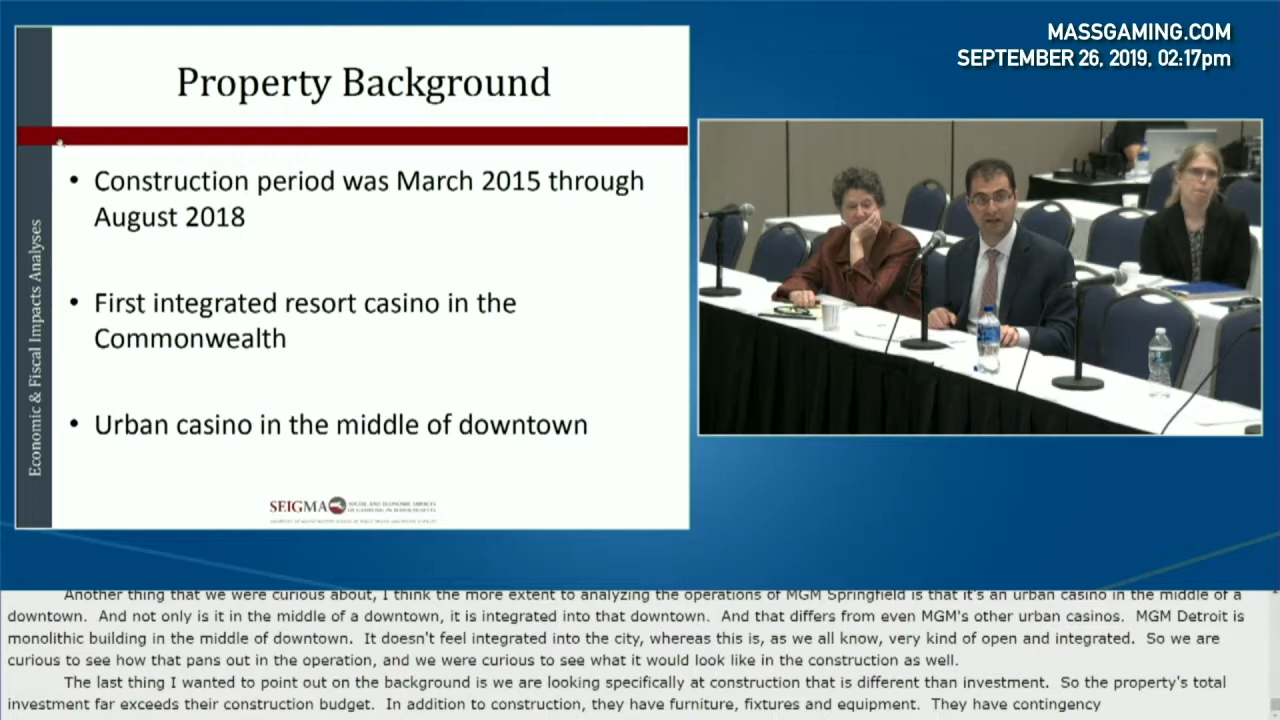 MASSGAMING.COM
SEPTEMBER 26, 2019, 02:17pm
Property Background
• Construction period was March 2015 through
August 2018
• First integrated resort casino in the
Commonwealth
• Urban casino in the middle of downtown
Economic & Fiscal Impacts Analyses
SEIGMA
SOCIAL AND ECONOMIC IMPACTS
OF GAMBLING IN MASSACHUSETTS
Another thing that we were curious about, I think the more extent to analyzing the operations of MGM Springfield is that it's an urban casino in the middle of a
downtown. And not only is it in the middle of a downtown, it is integrated into that downtown. And that differs from even MGM's other urban casinos. MGM Detroit is
monolithic building in the middle of downtown. It doesn't feel integrated into the city, whereas this is, as we all know, very kind of open and integrated. So we are
curious to see how that pans out in the operation, and we were curious to see what it would look like in the construction as well.
The last thing I wanted to point out on the background is we are looking specifically at construction that is different than investment. So the property's total
investment far exceeds their construction budget. In addition to construction, they have furniture, fixtures and equipment. They have contingency